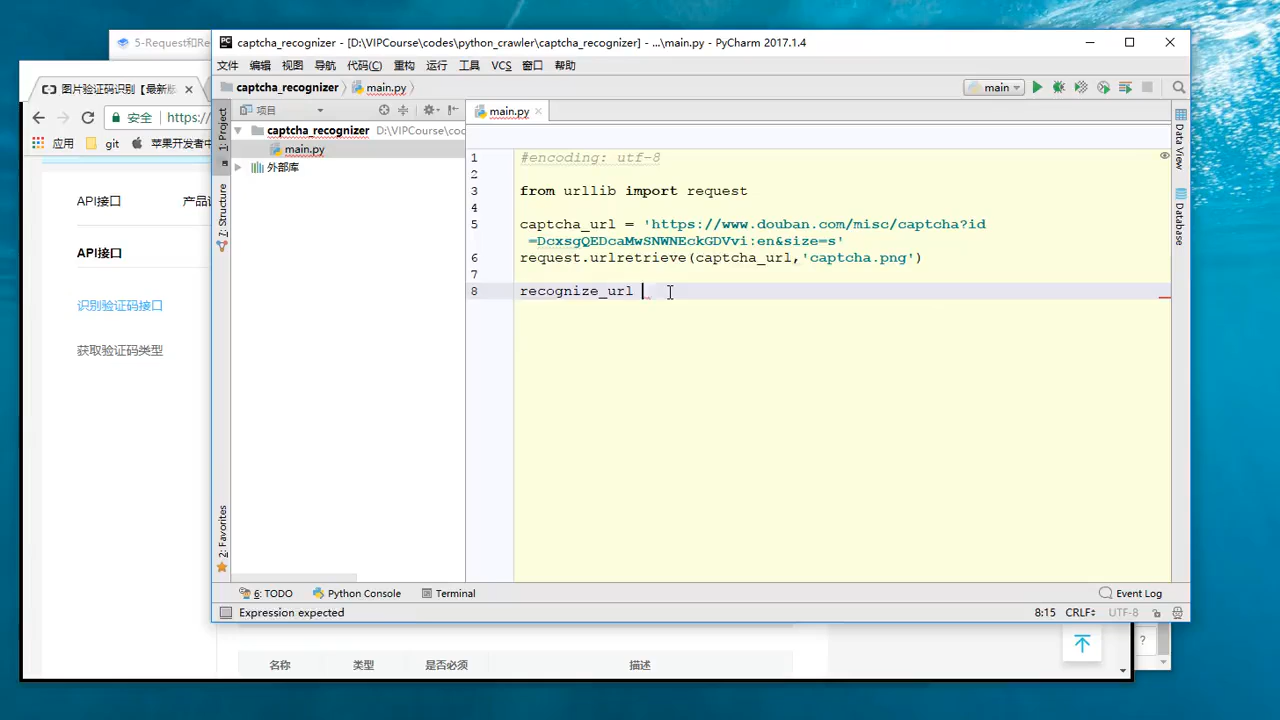 5-Request和Re
captcha_recognizer - [D:\VIPCourse\codes\python_crawler\captcha_recognizer] - ...\main.py - PyCharm 2017.1.4
文件 编辑 视图 导航 代码(C) 重构 运行 工具 VCS 窗口 帮助
captcha_recognizer main.py
main
图片验证码识别【最新版
安全 https://
应用 git 苹果开发者中
API接口
API接口
识别验证码接口
获取验证码类型
1: Project
7: Structure
2: Favorites
项目
captcha_recognizer D:\VIPCourse\coc
main.py
外部库
main.py
1 #encoding: utf-8
2
3 from urllib import request
4
5 captcha_url = 'https://www.douban.com/misc/captcha?id
=DcxsgQEDcaMwSNWNEckGDVvi:en&size=s'
6 request.urlretrieve(captcha_url,'captcha.png')
7
8 recognize_url
Data View
Database
6: TODO Python Console Terminal Event Log
Expression expected 8:15 CRLF UTF-8
?
名称 类型 是否必须 描述